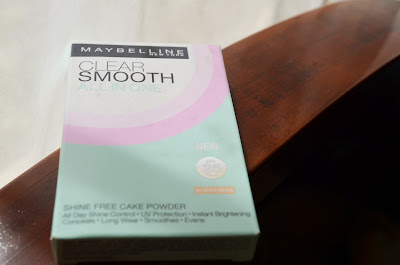 MAYBELLINE
NEW YORK
CLEAR
SMOOTH
ALL IN ONE
NEW
SHINE FREE CAKE POWDER
All Day Shine Control • UV Protection • Instant Brightening
Conceals • Long Wear • Smoothes • Evens